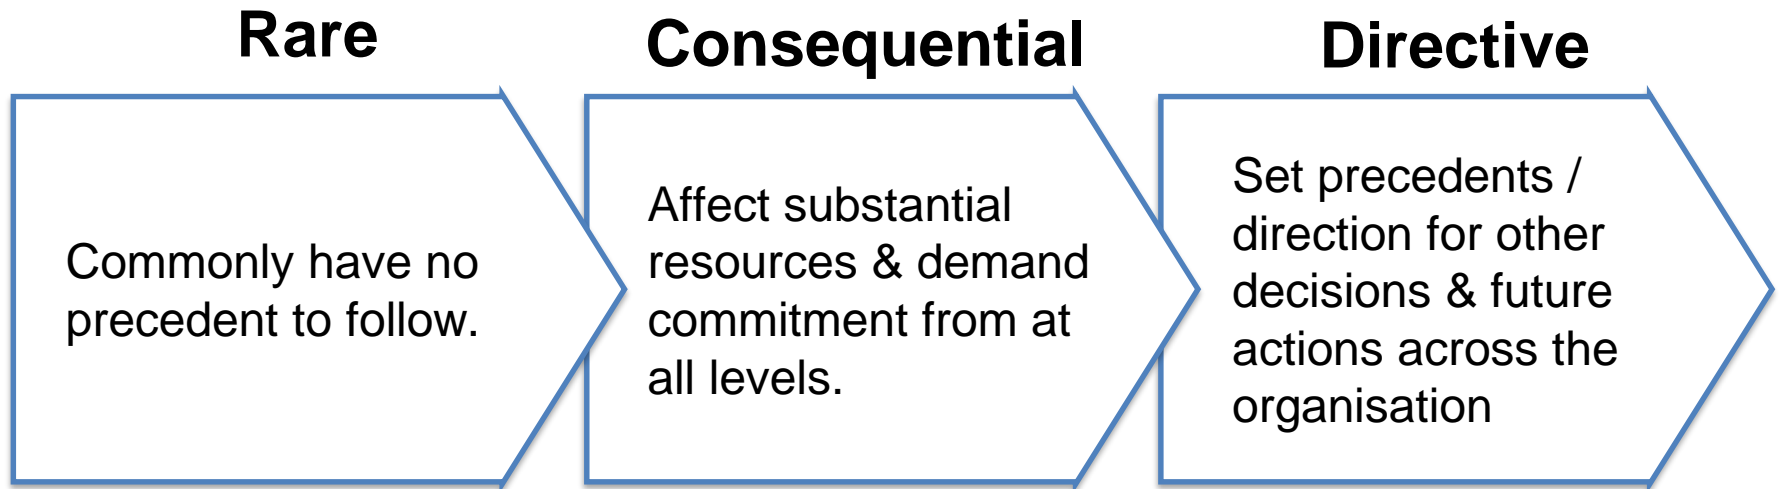 Rare
Commonly have no
precedent to follow.
Consequential
Affect substantial
resources & demand
commitment from at
all levels.
Directive
Set precedents /
direction for other
decisions & future
actions across the
organisation